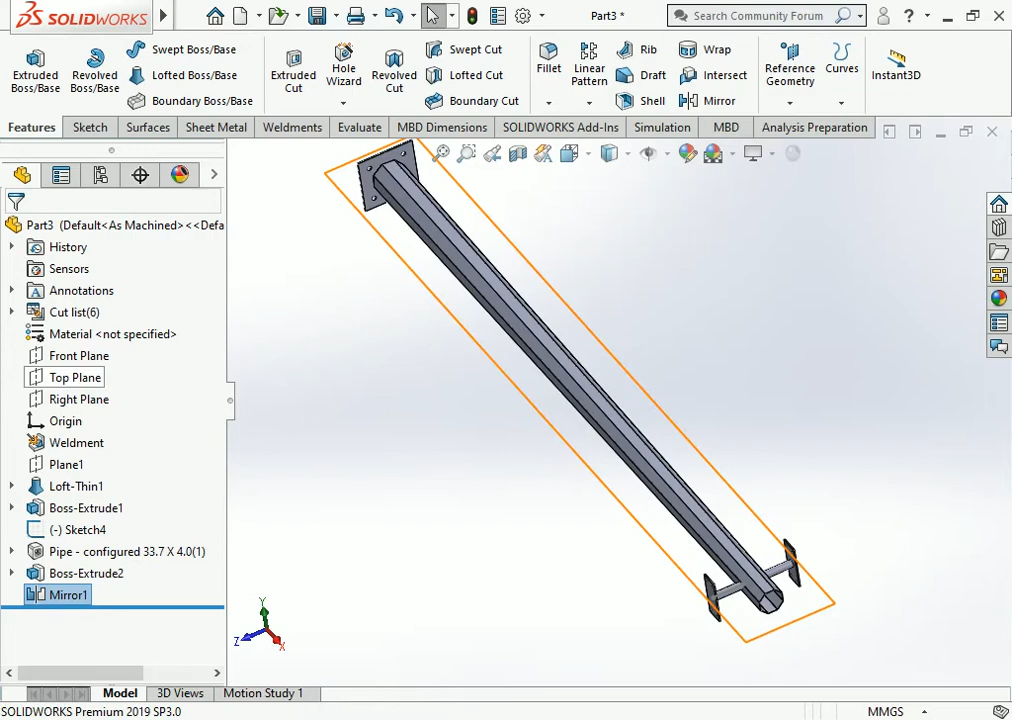 SOLIDWORKS
Part3 *
Search Community Forum
?
Extruded Boss/Base
Revolved Boss/Base
Swept Boss/Base
Lofted Boss/Base
Boundary Boss/Base
Extruded Cut
Hole Wizard
Revolved Cut
Swept Cut
Lofted Cut
Boundary Cut
Fillet
Linear Pattern
Rib
Draft
Shell
Wrap
Intersect
Mirror
Reference Geometry
Curves
Instant3D
Features
Sketch
Surfaces
Sheet Metal
Weldments
Evaluate
MBD Dimensions
SOLIDWORKS Add-Ins
Simulation
MBD
Analysis Preparation
Part3 (Default<As Machined><<Defa
History
Sensors
Annotations
Cut list(6)
Material <not specified>
Front Plane
Top Plane
Right Plane
Origin
Weldment
Plane1
Loft-Thin1
Boss-Extrude1
(-) Sketch4
Pipe - configured 33.7 X 4.0(1)
Boss-Extrude2
Mirror1
Y
Z
X
Model
3D Views
Motion Study 1
SOLIDWORKS Premium 2019 SP3.0
MMGS